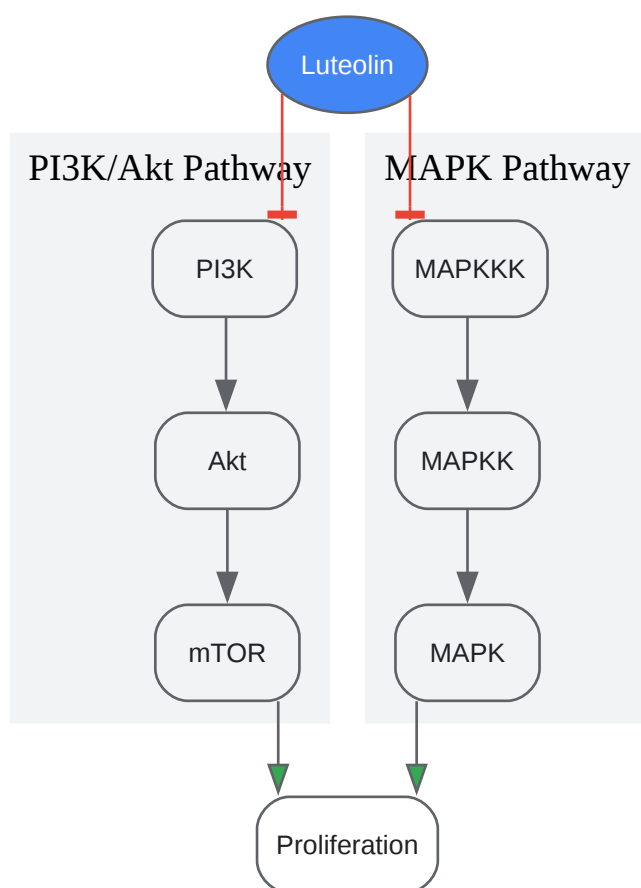 Luteolin
PI3K/Akt Pathway
MAPK Pathway
PI3K
MAPKKK
Akt
MAPKK
mTOR
MAPK
Proliferation